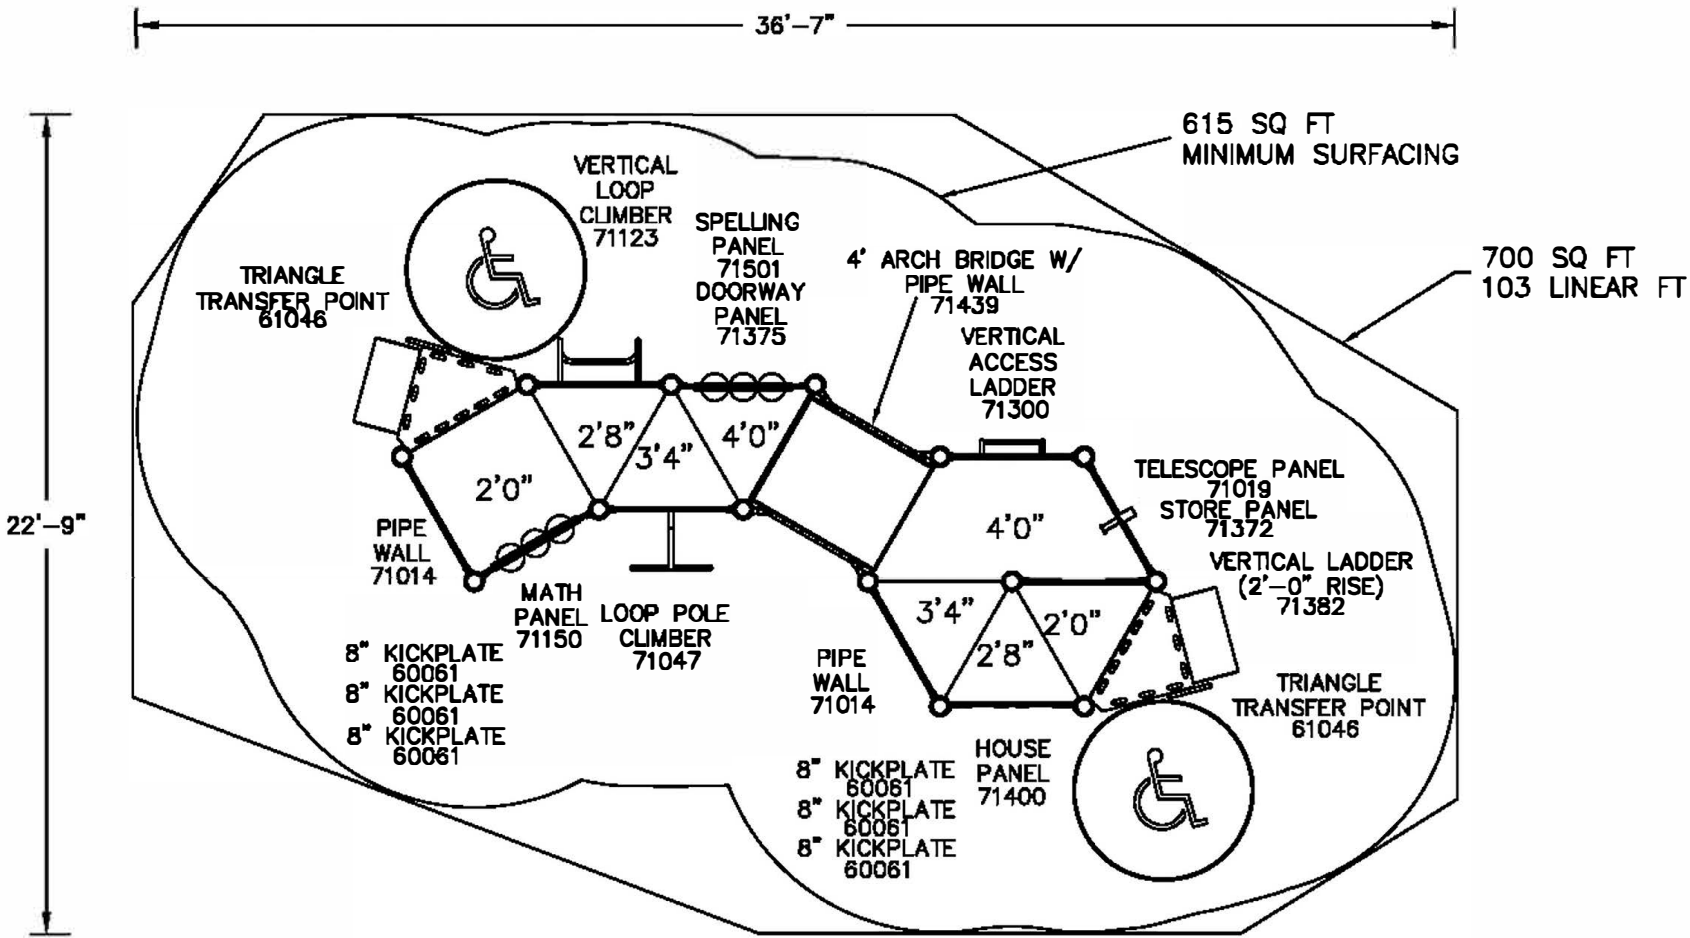 36'-7"
615 SQ FT
MINIMUM SURFACING
VERTICAL
LOOP
CLIMBER
71123
SPELLING
PANEL
71501
DOORWAY
PANEL
71375
4' ARCH BRIDGE W/
PIPE WALL
71439
700 SQ FT
103 LINEAR FT
TRIANGLE
TRANSFER POINT
61046
VERTICAL
ACCESS
LADDER
71300
2'8"
3'4"
4'0"
2'0"
22'-9"
TELESCOPE PANEL
71019
STORE PANEL
71372
4'0"
PIPE
WALL
71014
VERTICAL LADDER
(2'-0" RISE)
71382
MATH
PANEL
71150
LOOP POLE
CLIMBER
71047
3'4"
2'8"
2'0"
8" KICKPLATE
60061
8" KICKPLATE
60061
8" KICKPLATE
60061
PIPE
WALL
71014
TRIANGLE
TRANSFER POINT
61046
HOUSE
PANEL
71400
8" KICKPLATE
60061
8" KICKPLATE
60061
8" KICKPLATE
60061